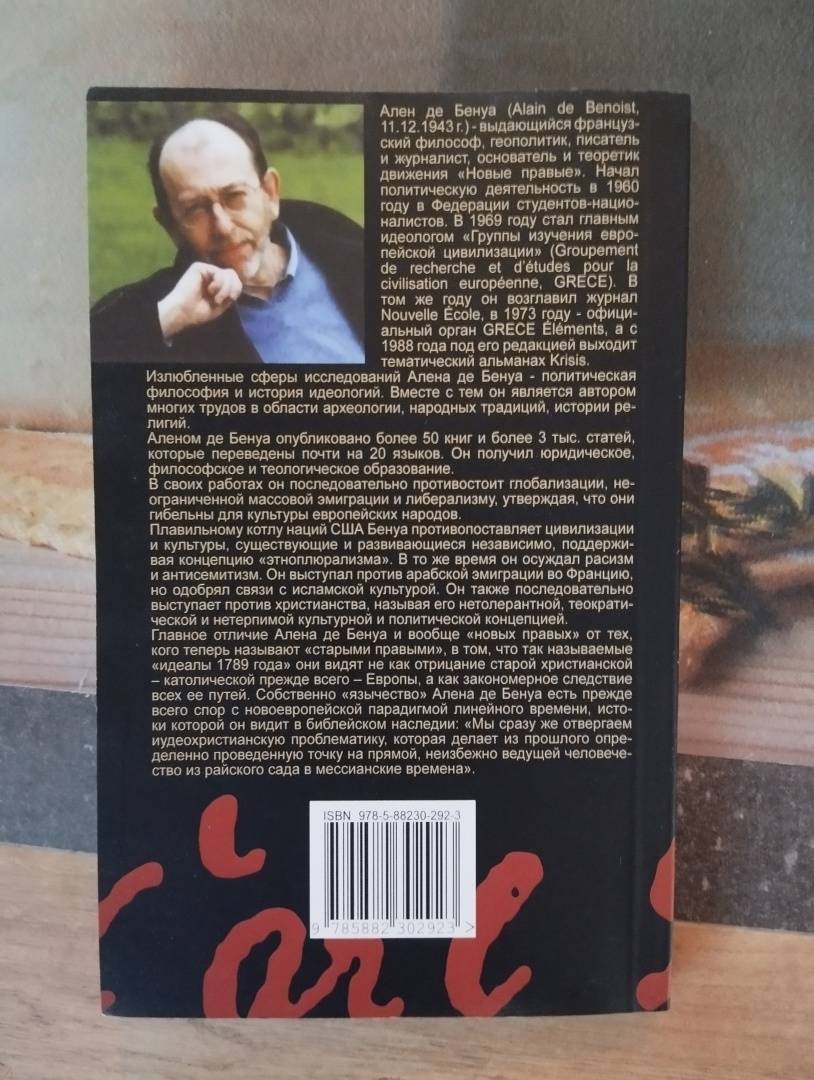 Ален де Бенуа (Alain de Benoist,
11.12.1943 г.) - выдающийся француз-
ский философ, геополитик, писатель
и журналист, основатель и теоретик
движения «Новые правые». Начал
политическую деятельность в 1960
году в Федерации студентов-нацио-
налистов. В 1969 году стал главным
идеологом «Группы изучения евро-
пейской цивилизации» (Groupement
de recherche et d'études pour la
civilisation européenne, GRECE). В
том же году он возглавил журнал
Nouvelle École, в 1973 году - офици-
альный орган GRECE Éléments, а с
1988 года под его редакцией выходит
тематический альманах Krisis.
Излюбленные сферы исследований Алена де Бенуа - политическая
философия и история идеологий. Вместе с тем он является автором
многих трудов в области археологии, народных традиций, истории ре-
лигий.
Аленом де Бенуа опубликовано более 50 книг и более 3 тыс. статей,
которые переведены почти на 20 языков. Он получил юридическое,
философское и теологическое образование.
В своих работах он последовательно противостоит глобализации, не-
ограниченной массовой эмиграции и либерализму, утверждая, что они
гибельны для культуры европейских народов.
Плавильному котлу наций США Бенуа противопоставляет цивилизации
и культуры, существующие и развивающиеся независимо, поддержи-
вая концепцию «этноплюрализма». В то же время он осуждал расизм
и антисемитизм. Он выступал против арабской эмиграции во Францию,
но одобрял связи с исламской культурой. Он также последовательно
выступает против христианства, называя его нетолерантной, теократи-
ческой и нетерпимой культурной и политической концепцией.
Главное отличие Алена де Бенуа и вообще «новых правых» от тех,
кого теперь называют «старыми правыми», в том, что так называемые
«идеалы 1789 года» они видят не как отрицание старой христианской
– католической прежде всего – Европы, а как закономерное следствие
всех ее путей. Собственно «язычество» Алена де Бенуа есть прежде
всего спор с новоевропейской парадигмой линейного времени, исто-
ки которой он видит в библейском наследии: «Мы сразу же отвергаем
иудеохристианскую проблематику, которая делает из прошлого опре-
деленно проведенную точку на прямой, неизбежно ведущей человече-
ство из райского сада в мессианские времена».
ISBN 978-5-88230-292-3
9 785882 302923 >